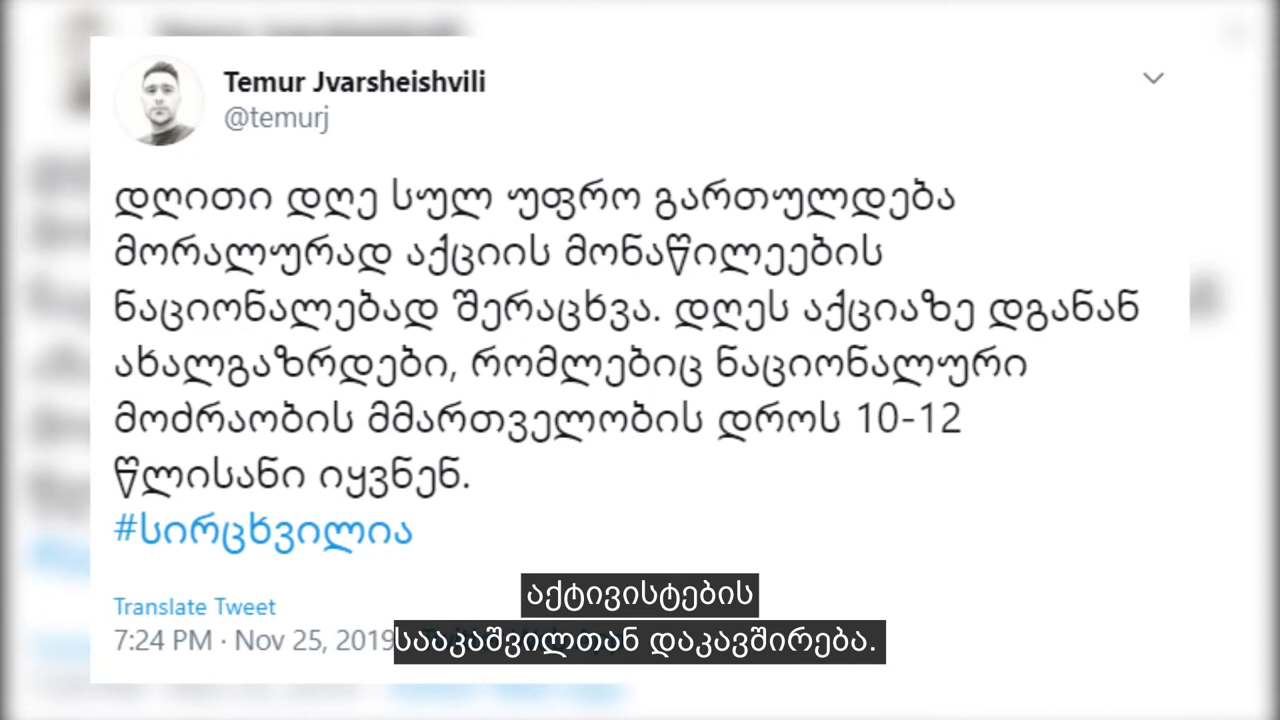 Temur Jvarsheishvili
@temurj
დღითი დღე სულ უფრო გართულდება
მორალურად აქციის მონაწილეების
ნაციონალებად შერაცხვა. დღეს აქციაზე დგანან
ახალგაზრდები, რომლებიც ნაციონალური
მოძრაობის მმართველობის დროს 10-12
წლისანი იყვნენ.
#სირცხვილია
Translate Tweet
7:24 PM · Nov 25, 2019
აქტივისტების
სააკაშვილთან დაკავშირება.